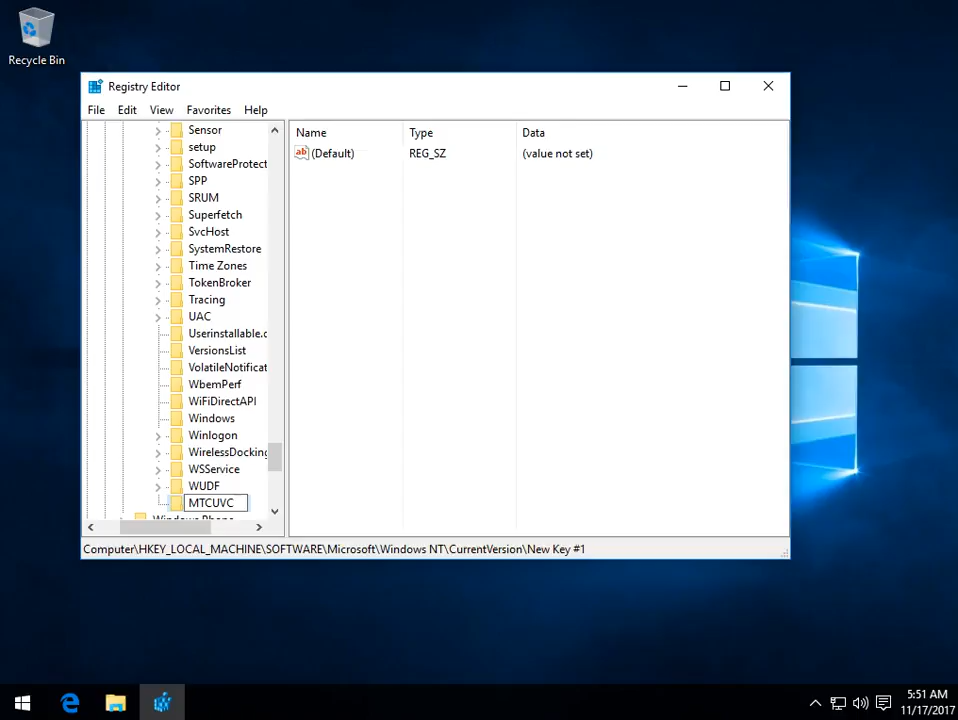 Recycle Bin
Registry Editor
File Edit View Favorites Help
Name Type Data
(Default) REG_SZ (value not set)
Sensor
setup
SoftwareProtect
SPP
SRUM
Superfetch
SvcHost
SystemRestore
Time Zones
TokenBroker
Tracing
UAC
Userinstallable.c
VersionsList
VolatileNotificat
WbemPerf
WiFiDirectAPI
Windows
Winlogon
WirelessDocking
WSService
WUDF
MTCUVC
Windows Phone
Computer\HKEY_LOCAL_MACHINE\SOFTWARE\Microsoft\Windows NT\CurrentVersion\New Key #1
5:51 AM
11/17/2017